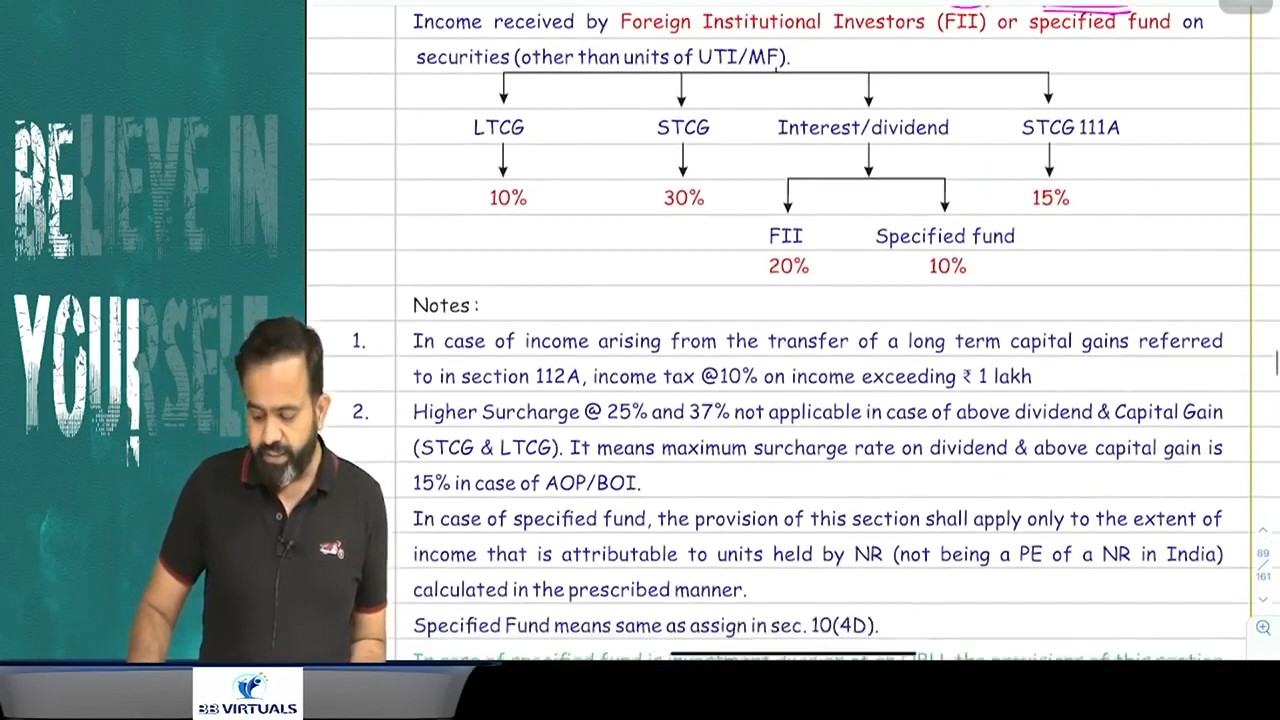 Income received by Foreign Institutional Investors (FII) or specified fund on
securities (other than units of UTI/MF).
LTCG STCG Interest/dividend STCG 111A
10% 30% 15%
FII Specified fund
20% 10%
Notes :
1. In case of income arising from the transfer of a long term capital gains referred
to in section 112A, income tax @10% on income exceeding ₹ 1 lakh
2. Higher Surcharge @ 25% and 37% not applicable in case of above dividend & Capital Gain
(STCG & LTCG). It means maximum surcharge rate on dividend & above capital gain is
15% in case of AOP/BOI.
In case of specified fund, the provision of this section shall apply only to the extent of
income that is attributable to units held by NR (not being a PE of a NR in India)
calculated in the prescribed manner.
Specified Fund means same as assign in sec. 10(4D).
BELIEVE IN
YOURSELF
89
161
BB VIRTUALS